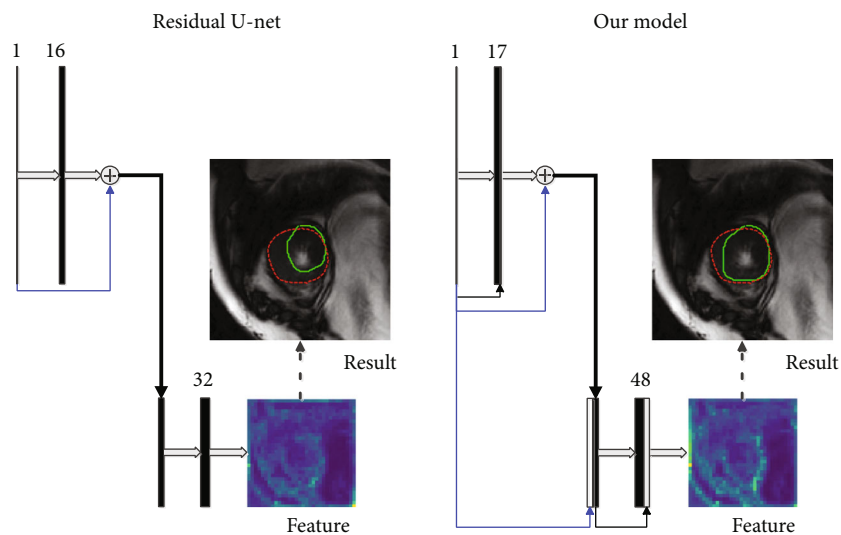 Residual U-net
1 16
Result
32
Feature
Our model
1 17
Result
48
Feature